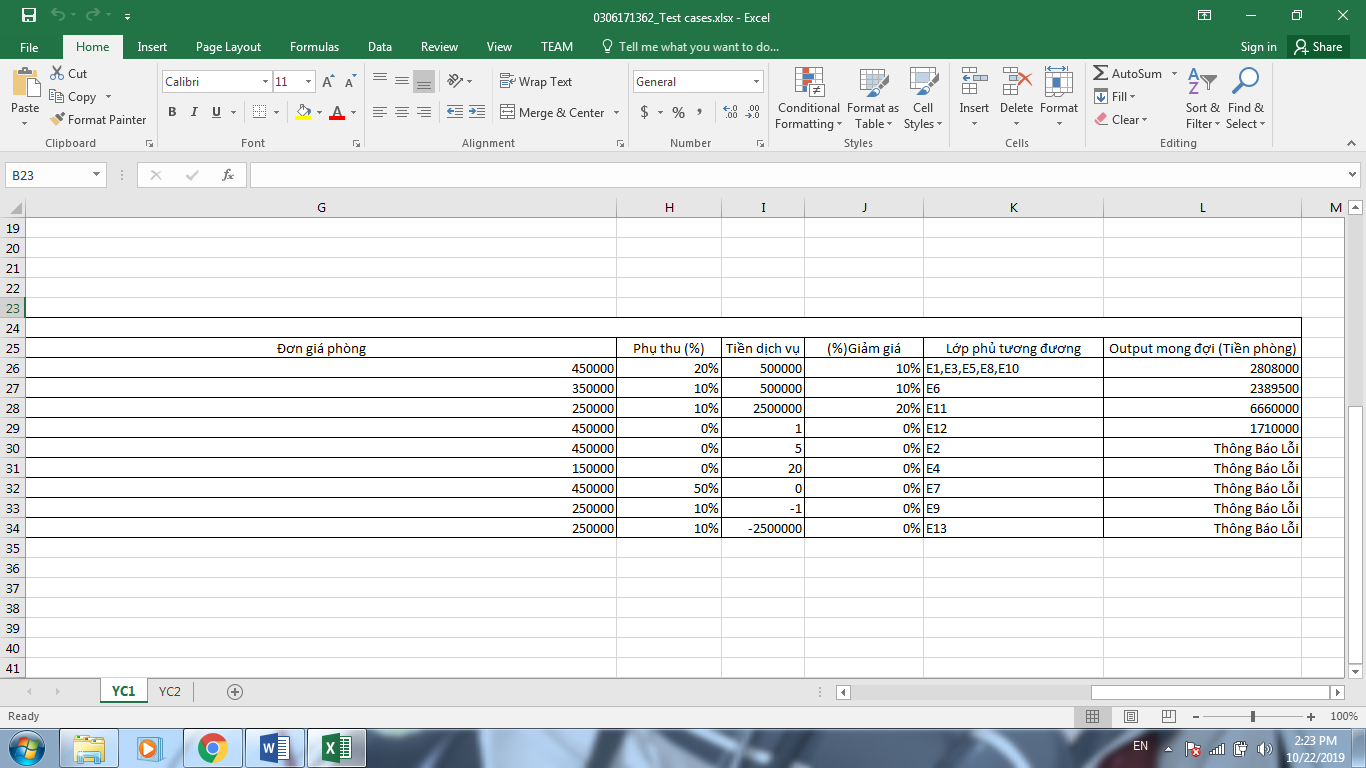 0306171362_Test cases.xlsx - Excel
File Home Insert Page Layout Formulas Data Review View TEAM Tell me what you want to do... Sign in Share
Paste
Cut
Copy
Format Painter
Clipboard
Calibri 11
B I U
Font
Wrap Text
Merge & Center
Alignment
General
$ % ,
Number
Conditional Formatting
Format as Table
Cell Styles
Styles
Insert Delete Format
Cells
AutoSum
Fill
Clear
Sort & Filter
Find & Select
Editing
B23 fx
G H I J K L M
19
20
21
22
23
24
25 Đơn giá phòng Phụ thu (%) Tiền dịch vụ (%)Giảm giá Lớp phủ tương đương Output mong đợi (Tiền phòng)
26 450000 20% 500000 10% E1,E3,E5,E8,E10 2808000
27 350000 10% 500000 10% E6 2389500
28 250000 10% 2500000 20% E11 6660000
29 450000 0% 1 0% E12 1710000
30 450000 0% 5 0% E2 Thông Báo Lỗi
31 150000 0% 20 0% E4 Thông Báo Lỗi
32 450000 50% 0 0% E7 Thông Báo Lỗi
33 250000 10% -1 0% E9 Thông Báo Lỗi
34 250000 10% -2500000 0% E13 Thông Báo Lỗi
35
36
37
38
39
40
41
YC1 YC2
Ready 100%
EN 2:23 PM
10/22/2019